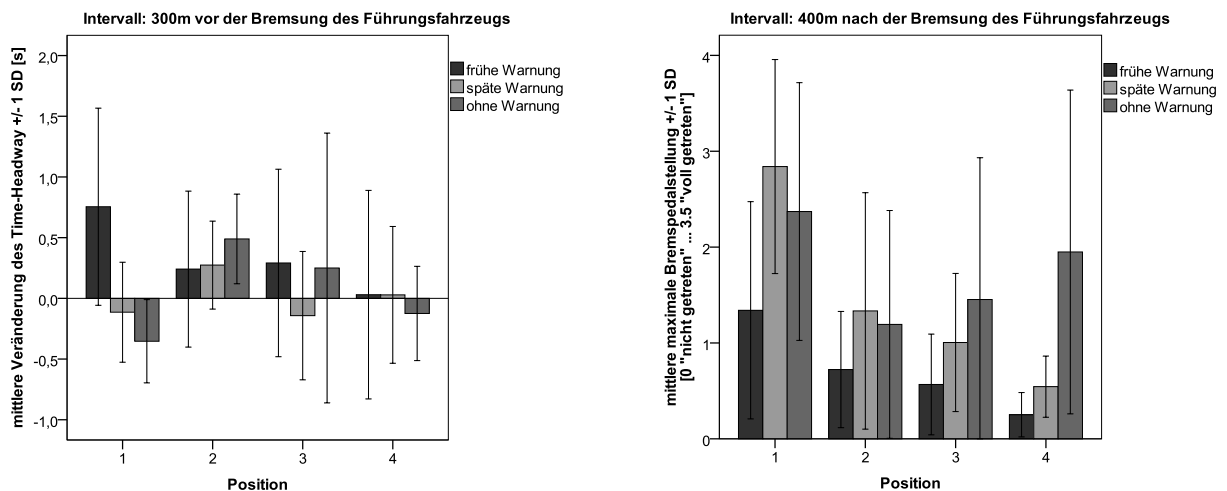 Intervall: 300m vor der Bremsung des Führungsfahrzeugs
mittlere Veränderung des Time-Headway +/- 1 SD [s]
2,0
1,5
1,0
0,5
0,0
-0,5
-1,0
1
2
3
4
Position
frühe Warnung
späte Warnung
ohne Warnung
Intervall: 400m nach der Bremsung des Führungsfahrzeugs
mittlere maximale Bremspedalstellung +/- 1 SD
[0 "nicht getreten" ... 3.5 "voll getreten"]
4
3
2
1
0
1
2
3
4
Position
frühe Warnung
späte Warnung
ohne Warnung